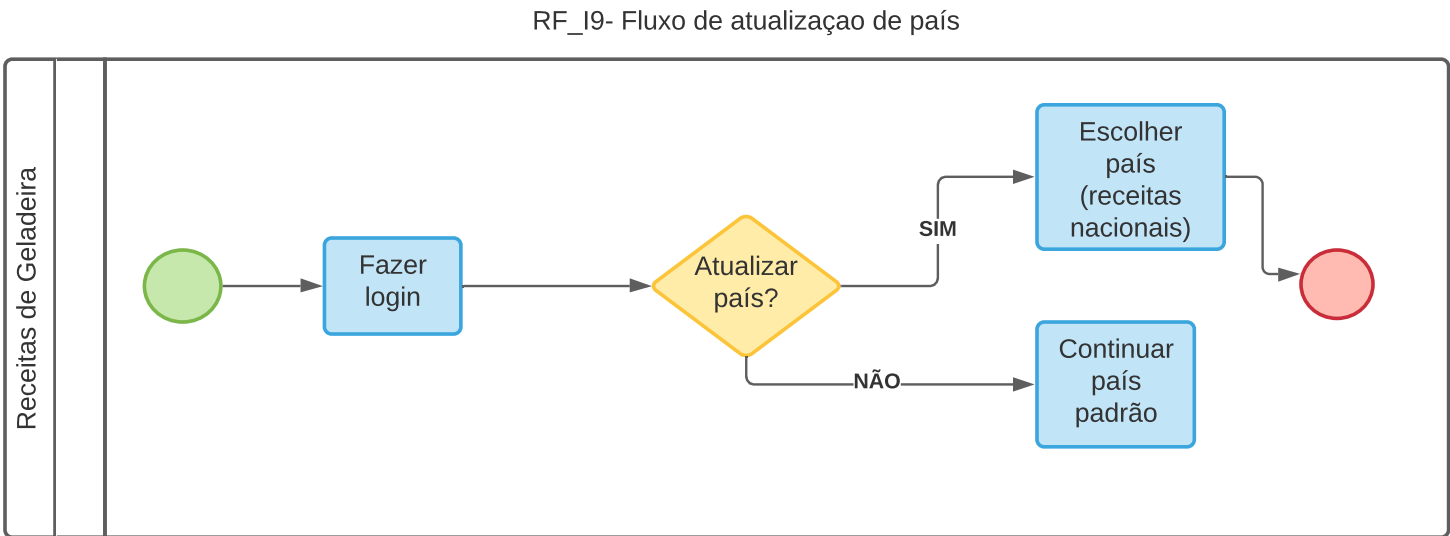 RF_I9- Fluxo de atualizaçao de país
Receitas de Geladeira
Fazer
login
Atualizar
país?
SIM
Escolher
país
(receitas
nacionais)
NÃO
Continuar
país
padrão